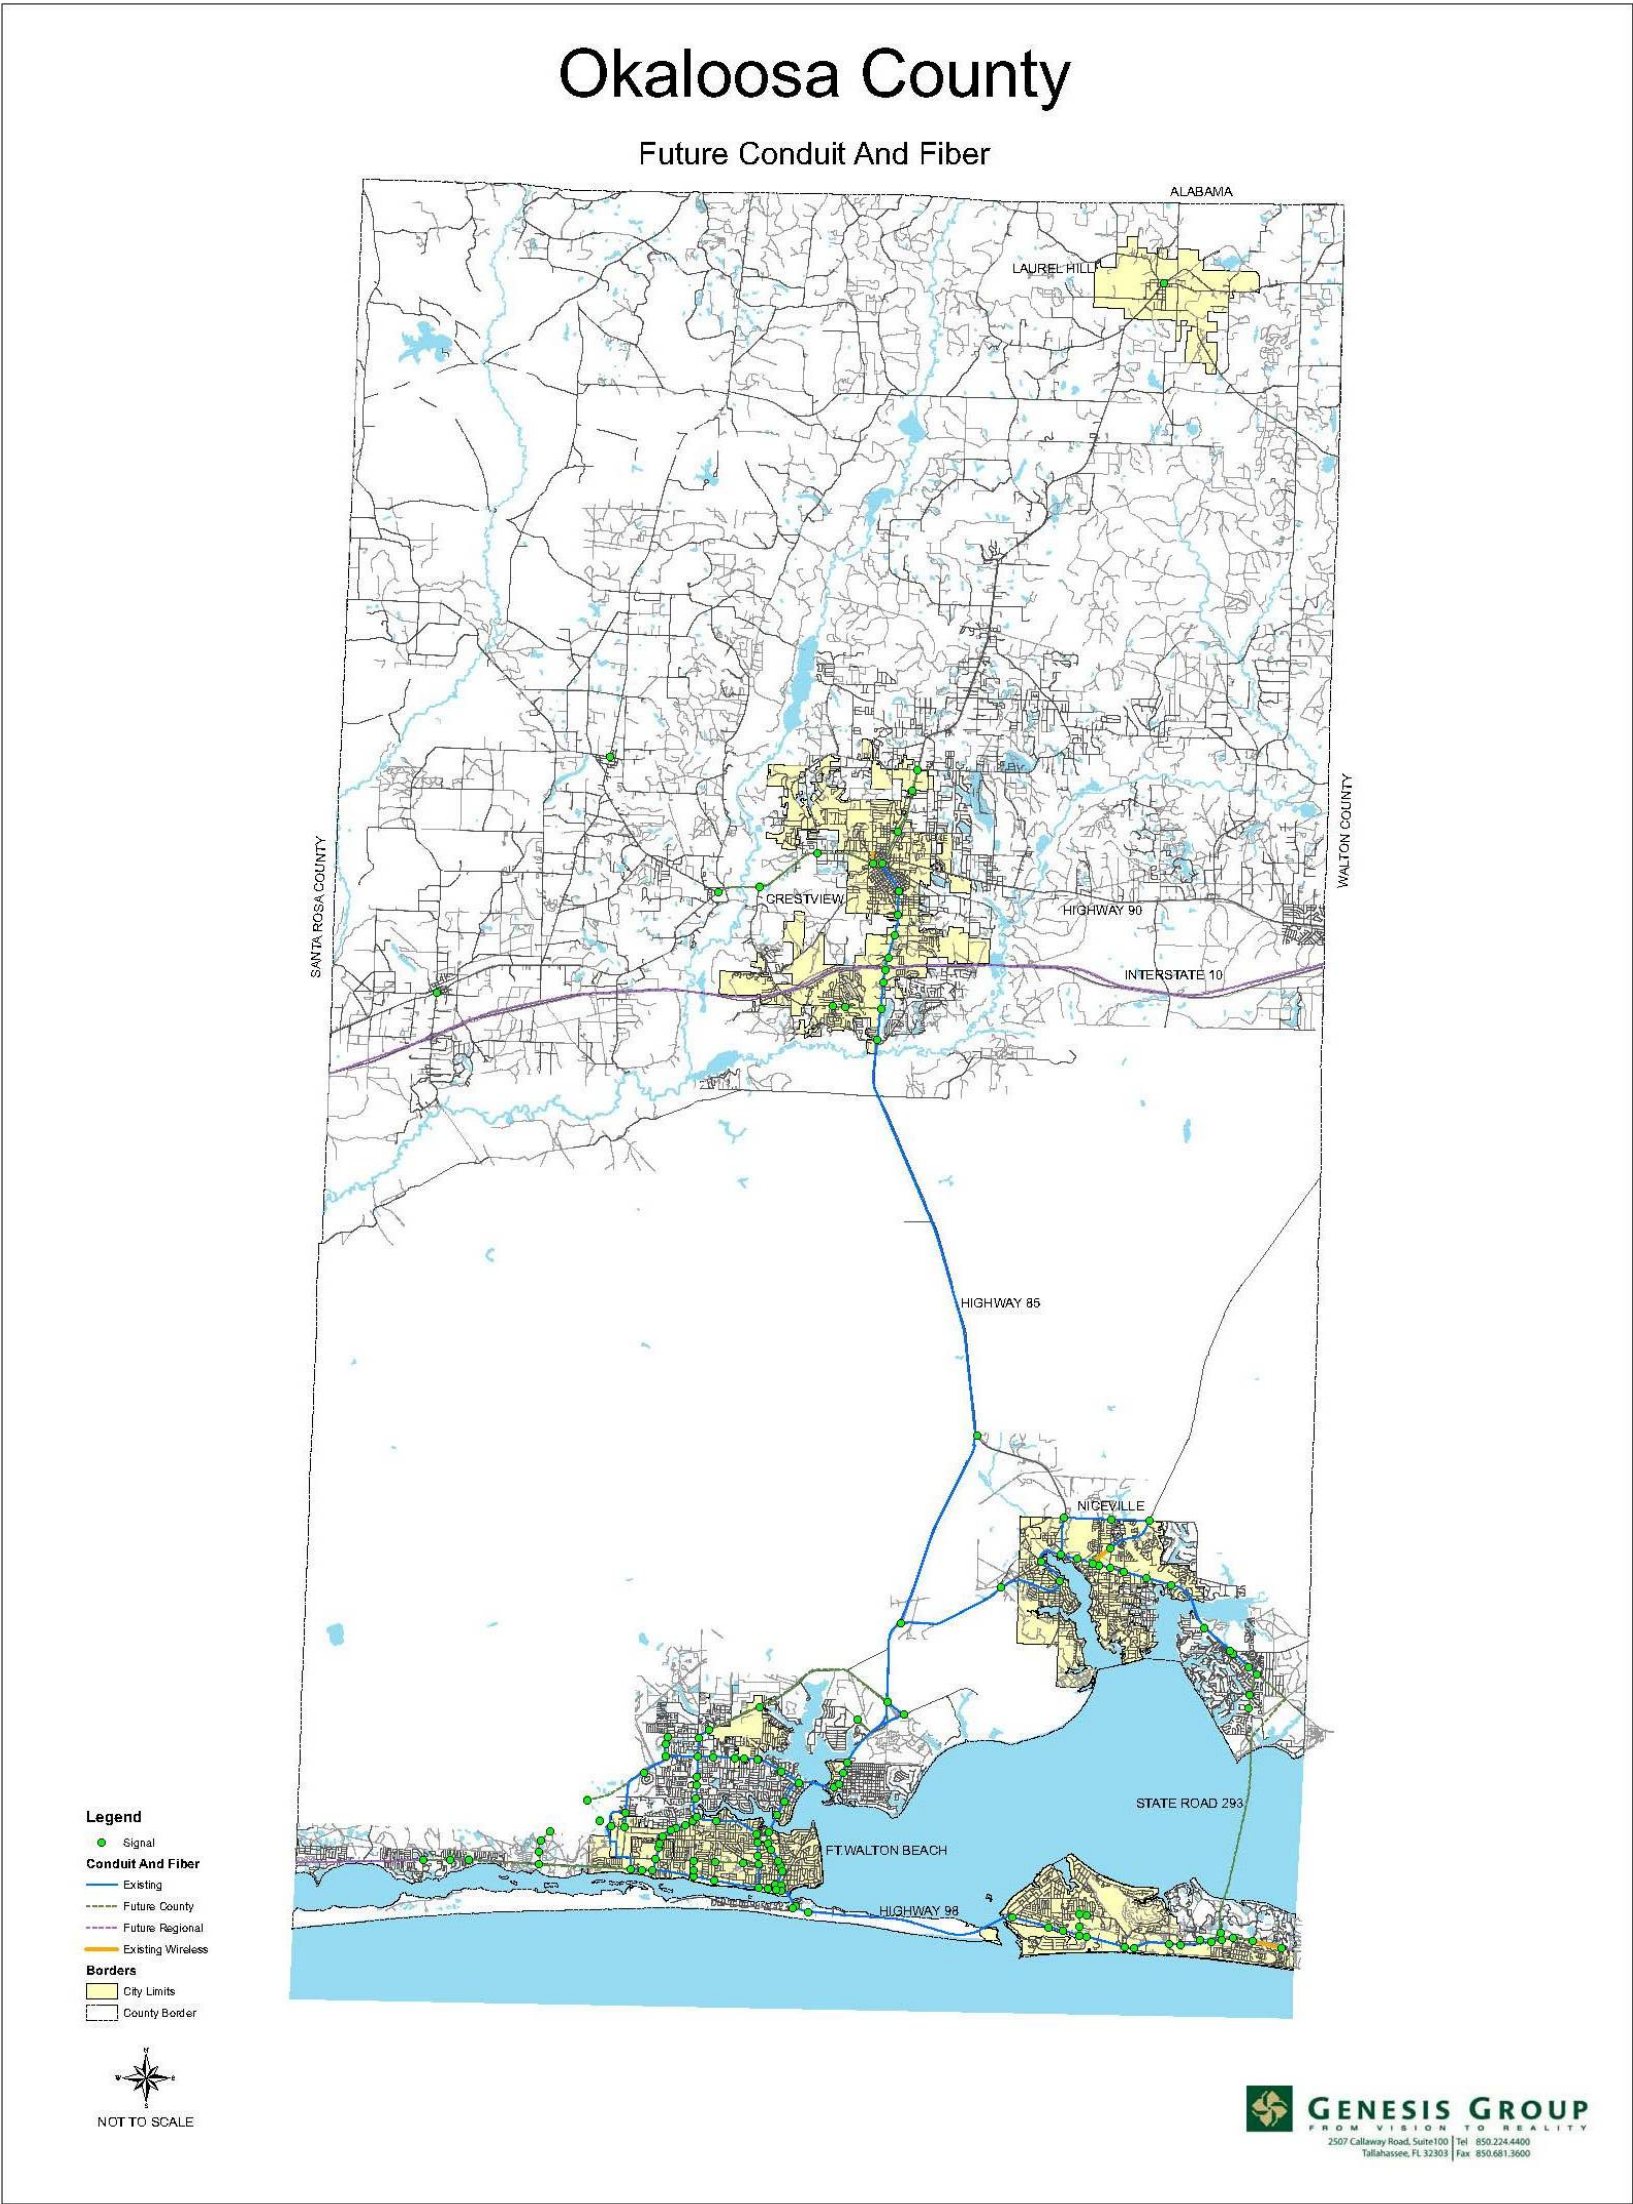 Okaloosa County
Future Conduit And Fiber
ALABAMA
LAUREL HILL
WALTON COUNTY
SANTA ROSA COUNTY
CRESTVIEW
HIGHWAY 90
INTERSTATE 10
HIGHWAY 85
NICEVILLE
STATE ROAD 293
FT.WALTON BEACH
HIGHWAY 98
Legend
Signal
Conduit And Fiber
Existing
Future County
Future Regional
Existing Wireless
Borders
City Limits
County Border
N
W E
S
NOT TO SCALE
GENESIS GROUP
FROM VISION TO REALITY
2507 Callaway Road, Suite100 | Tel 850.224.4400
Tallahassee, FL 32303 | Fax 850.681.3600